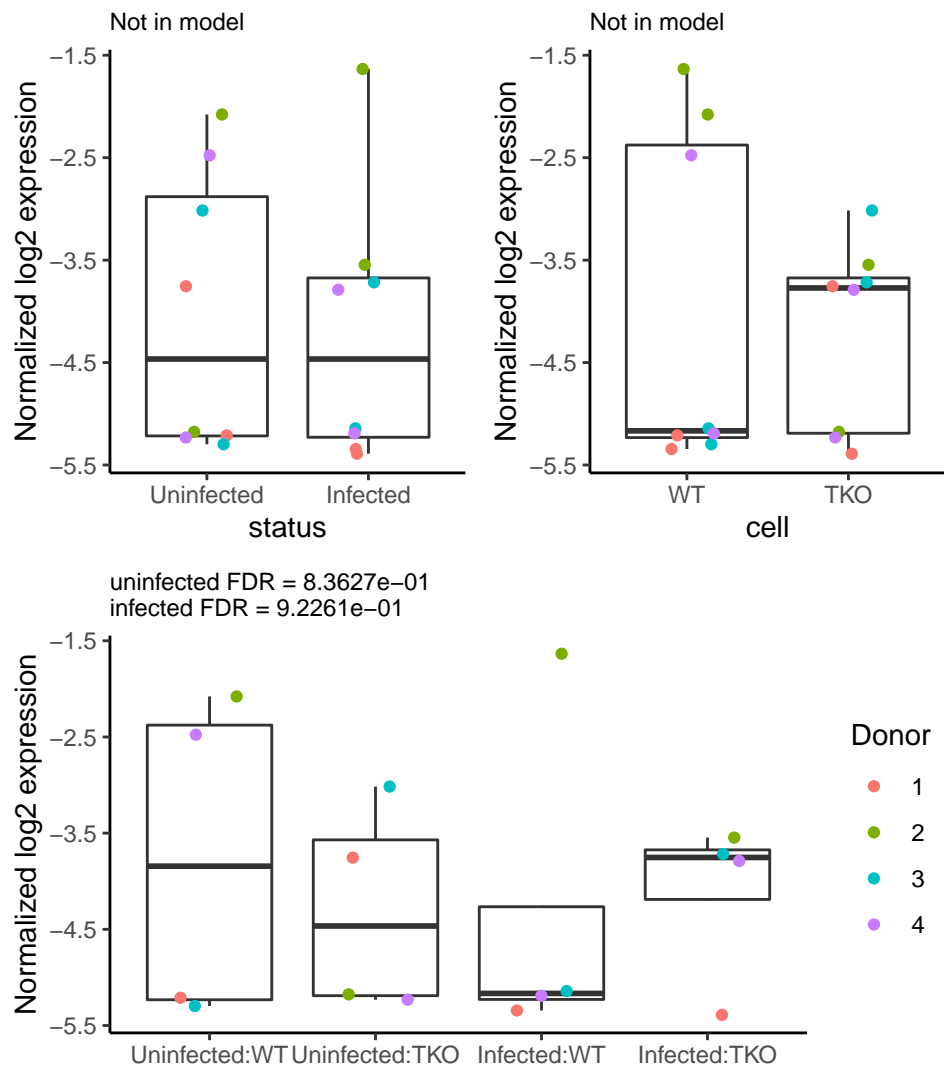 Not in model
Normalized log2 expression
−1.5
−2.5
−3.5
−4.5
−5.5
Uninfected
Infected
status
Not in model
Normalized log2 expression
−1.5
−2.5
−3.5
−4.5
−5.5
WT
TKO
cell
uninfected FDR = 8.3627e−01
infected FDR = 9.2261e−01
Normalized log2 expression
−1.5
−2.5
−3.5
−4.5
−5.5
Uninfected:WT
Uninfected:TKO
Infected:WT
Infected:TKO
Donor
1
2
3
4